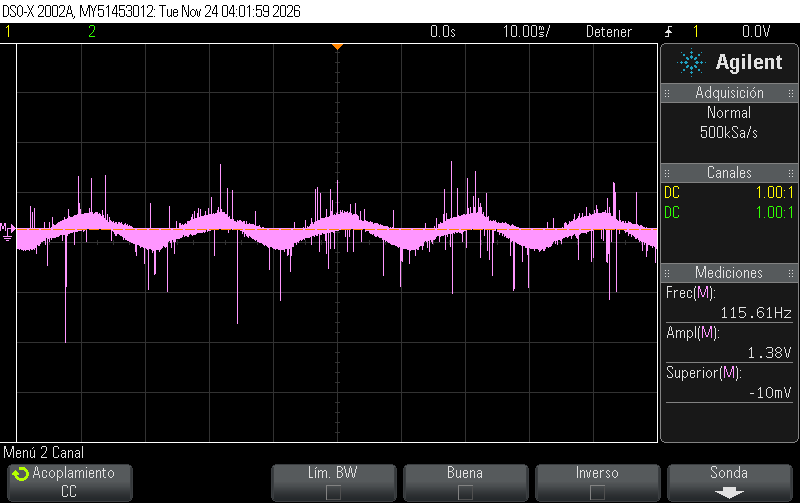 DSO-X 2002A, MY51453012: Tue Nov 24 04:01:59 2026
1 2 0.0s 10.00ms/ Detener 1 0.0V
Agilent
Adquisición
Normal
500kSa/s
Canales
DC 1.00:1
DC 1.00:1
Mediciones
Frec(M):
115.61Hz
Ampl(M):
1.38V
Superior(M):
-10mV
M
Menú 2 Canal
Acoplamiento
CC
Lím. BW
Buena
Inverso
Sonda